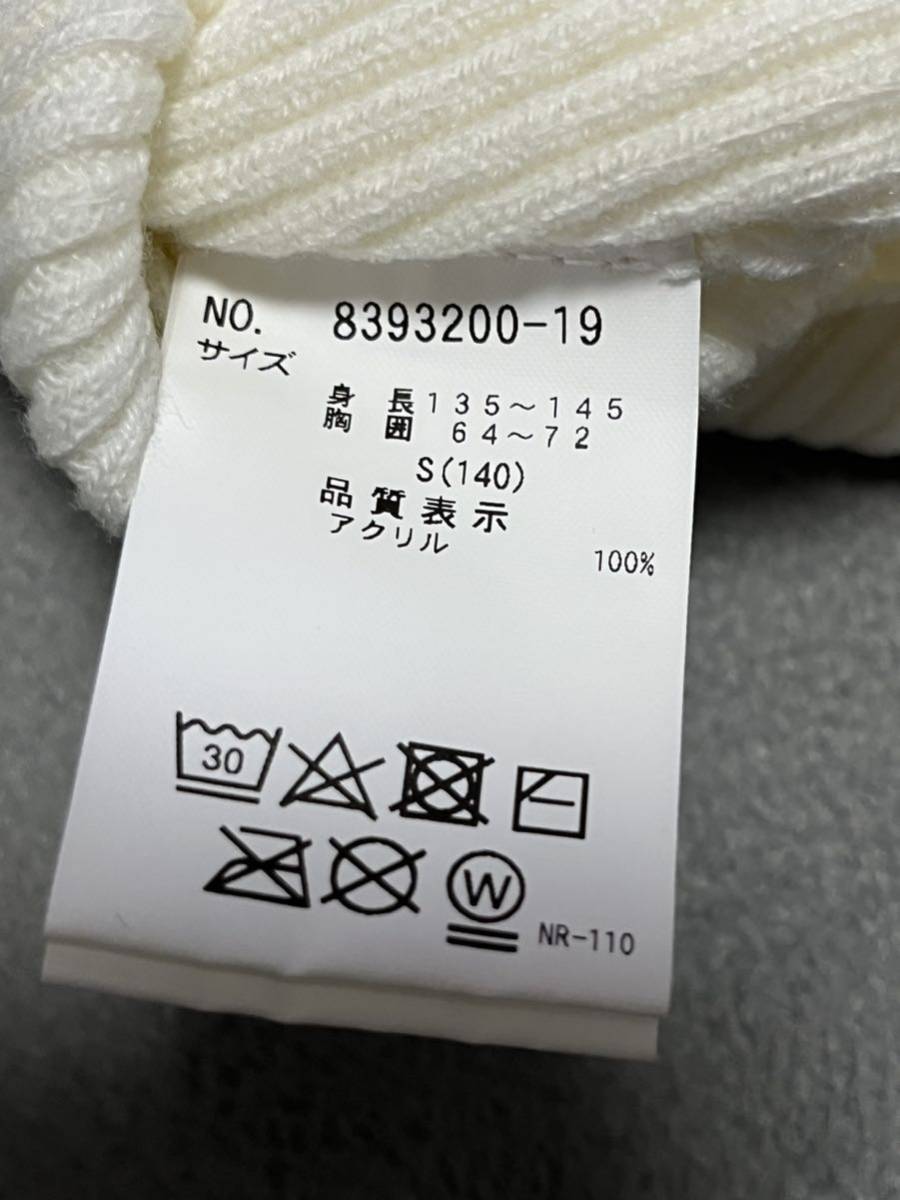 NO. 8393200-19
サイズ
身 長 135～145
胸 囲 64～72
S(140)
品質表示
アクリル 100%
30
W
NR-110